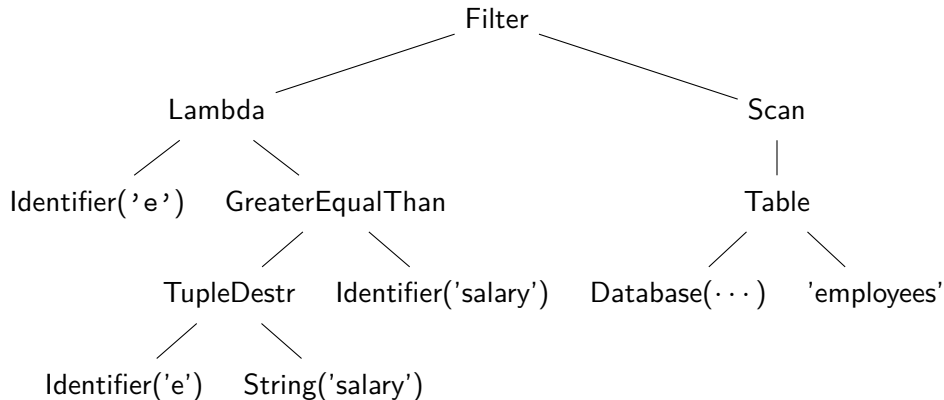 Filter
Lambda Scan
Identifier('e') GreaterEqualThan Table
TupleDestr Identifier('salary') Database(···) 'employees'
Identifier('e') String('salary')